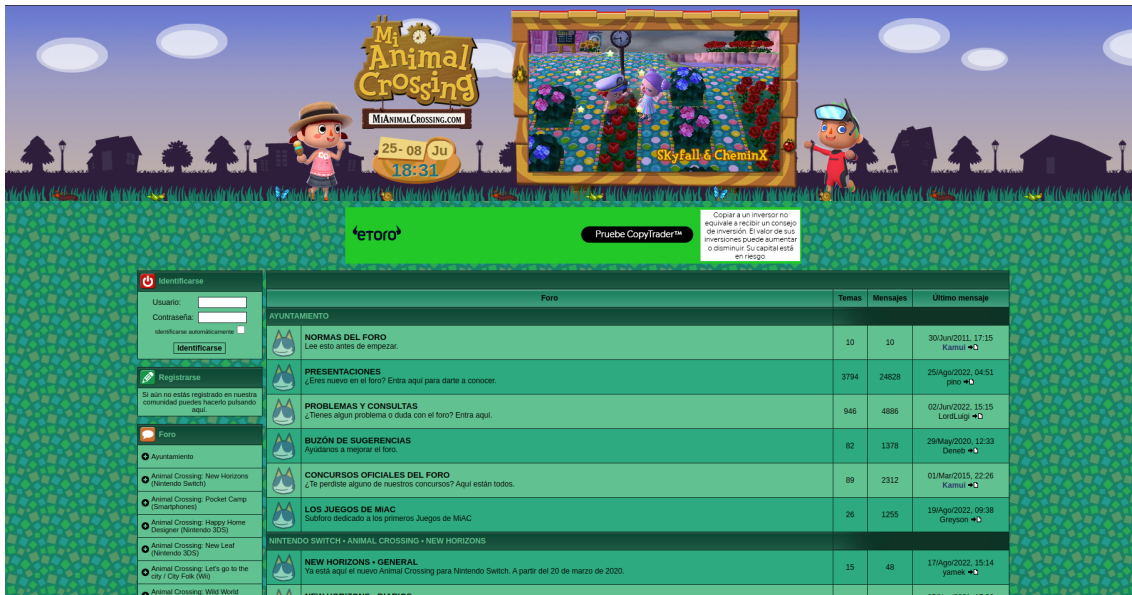 Mi
Animal
Crossing
MiAnimalCrossing.com
25- 08 Ju
18:31
Skyfall & CheminX
eToro
Pruebe CopyTrader™
Copiar a un inversor no
equivale a recibir un consejo
de inversión. El valor de sus
inversiones puede aumentar
o disminuir. Su capital está
en riesgo.
Identificarse
Usuario:
Contraseña:
Identificarse automáticamente
Identificarse
Registrarse
Si aún no estás registrado en nuestra
comunidad puedes hacerlo pulsando
aquí.
Foro
Ayuntamiento
Animal Crossing: New Horizons
(Nintendo Switch)
Animal Crossing: Pocket Camp
(Smartphones)
Animal Crossing: Happy Home
Designer (Nintendo 3DS)
Animal Crossing: New Leaf
(Nintendo 3DS)
Animal Crossing: Let's go to the
city / City Folk (Wii)
Animal Crossing: Wild World
Foro Temas Mensajes Último mensaje
AYUNTAMIENTO
NORMAS DEL FORO
Lee esto antes de empezar.
10 10 30/Jun/2011, 17:15
Kamui
PRESENTACIONES
¿Eres nuevo en el foro? Entra aquí para darte a conocer.
3794 24828 25/Ago/2022, 04:51
pino
PROBLEMAS Y CONSULTAS
¿Tienes algun problema o duda con el foro? Entra aquí.
946 4886 02/Jun/2022, 15:15
LordLuigi
BUZÓN DE SUGERENCIAS
Ayúdanos a mejorar el foro.
82 1378 29/May/2020, 12:33
Deneb
CONCURSOS OFICIALES DEL FORO
¿Te perdiste alguno de nuestros concursos? Aquí están todos.
89 2312 01/Mar/2015, 22:26
Kamui
LOS JUEGOS DE MiAC
Subforo dedicado a los primeros Juegos de MiAC
26 1255 19/Ago/2022, 09:38
Greyson
NINTENDO SWITCH • ANIMAL CROSSING • NEW HORIZONS
NEW HORIZONS • GENERAL
Ya está aquí el nuevo Animal Crossing para Nintendo Switch. A partir del 20 de marzo de 2020.
15 48 17/Ago/2022, 15:14
yamek